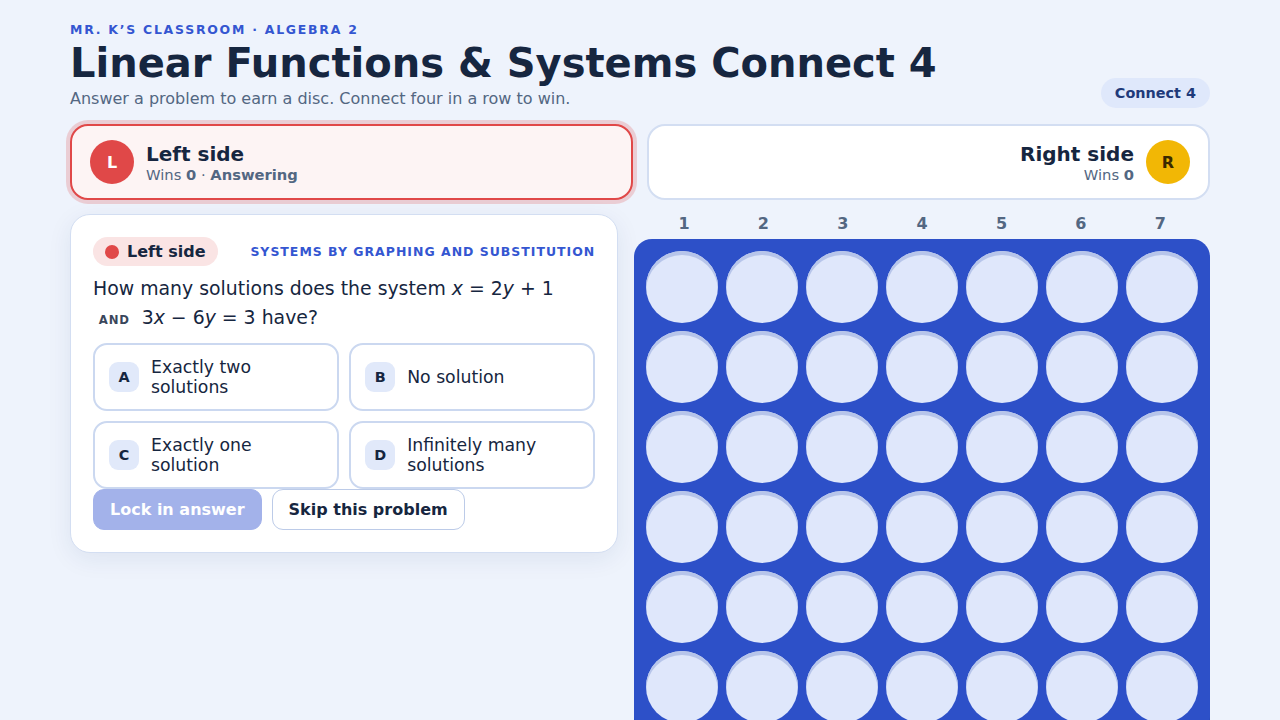 MR. K’S CLASSROOM · ALGEBRA 2
Linear Functions & Systems Connect 4
Answer a problem to earn a disc. Connect four in a row to win.
Connect 4
L
Left side
Wins 0 · Answering
Right side
Wins 0
R
Left side
SYSTEMS BY GRAPHING AND SUBSTITUTION
How many solutions does the system x = 2y + 1
AND 3x − 6y = 3 have?
A
Exactly two
solutions
B
No solution
C
Exactly one
solution
D
Infinitely many
solutions
Lock in answer
Skip this problem
1 2 3 4 5 6 7